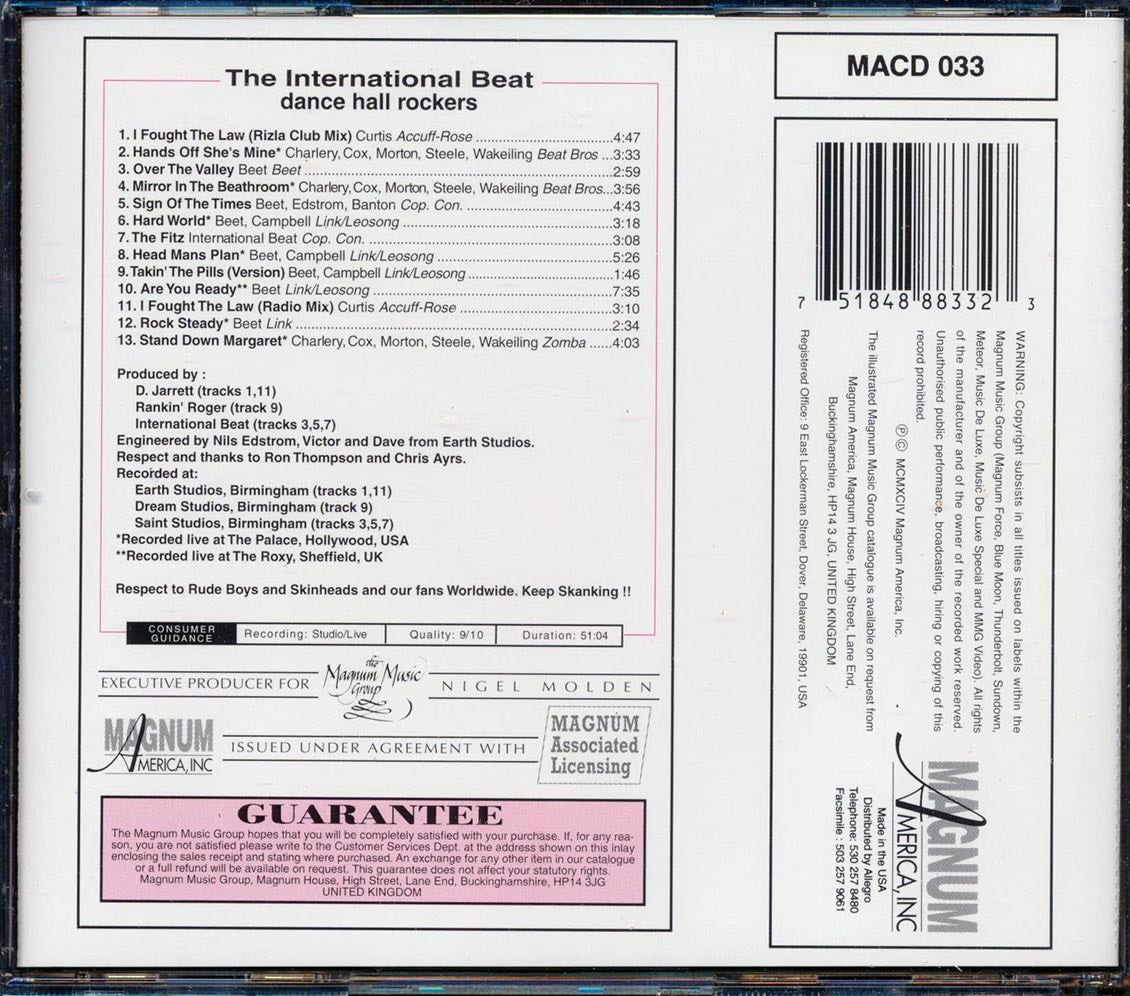 The International Beat
dance hall rockers
1. I Fought The Law (Rizla Club Mix) Curtis Accuff-Rose ..............................4:47
2. Hands Off She's Mine* Charlery, Cox, Morton, Steele, Wakeiling Beat Bros ...3:33
3. Over The Valley Beet Beet ....................................................................2:59
4. Mirror In The Beathroom* Charlery, Cox, Morton, Steele, Wakeiling Beat Bros...3:56
5. Sign Of The Times Beet, Edstrom, Banton Cop. Con. ................................4:43
6. Hard World* Beet, Campbell Link/Leosong ..............................................3:18
7. The Fitz International Beat Cop. Con. .....................................................3:08
8. Head Mans Plan* Beet, Campbell Link/Leosong .......................................5:26
9. Takin' The Pills (Version) Beet, Campbell Link/Leosong ................................1:46
10. Are You Ready** Beet Link/Leosong .....................................................7:35
11. I Fought The Law (Radio Mix) Curtis Accuff-Rose ..................................3:10
12. Rock Steady* Beet Link ......................................................................2:34
13. Stand Down Margaret* Charlery, Cox, Morton, Steele, Wakeiling Zomba ......4:03
Produced by :
D. Jarrett (tracks 1,11)
Rankin' Roger (track 9)
International Beat (tracks 3,5,7)
Engineered by Nils Edstrom, Victor and Dave from Earth Studios.
Respect and thanks to Ron Thompson and Chris Ayrs.
Recorded at:
Earth Studios, Birmingham (tracks 1,11)
Dream Studios, Birmingham (track 9)
Saint Studios, Birmingham (tracks 3,5,7)
*Recorded live at The Palace, Hollywood, USA
**Recorded live at The Roxy, Sheffield, UK
Respect to Rude Boys and Skinheads and our fans Worldwide. Keep Skanking !!
CONSUMER
GUIDANCE
Recording: Studio/Live
Quality: 9/10
Duration: 51:04
EXECUTIVE PRODUCER FOR
the
Magnum Music
Group
NIGEL MOLDEN
MAGNUM
AMERICA, INC
ISSUED UNDER AGREEMENT WITH
MAGNUM
Associated
Licensing
GUARANTEE
The Magnum Music Group hopes that you will be completely satisfied with your purchase. If, for any rea-
son, you are not satisfied please write to the Customer Services Dept. at the address shown on this inlay
enclosing the sales receipt and stating where purchased. An exchange for any other item in our catalogue
or a full refund will be available on request. This guarantee does not affect your statutory rights.
Magnum Music Group, Magnum House, High Street, Lane End, Buckinghamshire, HP14 3JG
UNITED KINGDOM
MACD 033
7 51848 88332 3
WARNING: Copyright subsists in all titles issued on labels within the
Magnum Music Group (Magnum Force, Blue Moon, Thunderbolt, Sundown,
Meteor, Music De Luxe, Music De Luxe Special and MMG Video). All rights
of the manufacturer and of the owner of the recorded work reserved.
Unauthorised public performance, broadcasting, hiring or copying of this
record prohibited.
℗ © MCMXCIV Magnum America, Inc.
The illustrated Magnum Music Group catalogue is available on request from
Magnum America, Magnum House, High Street, Lane End,
Buckinghamshire, HP14 3 JG, UNITED KINGDOM
Registered Office: 9 East Lockerman Street, Dover, Delaware, 19901, USA
MAGNUM
AMERICA, INC
Made in the USA
Distributed by Allegro
Telephone: 530 257 8480
Facsimile : 503 257 9061